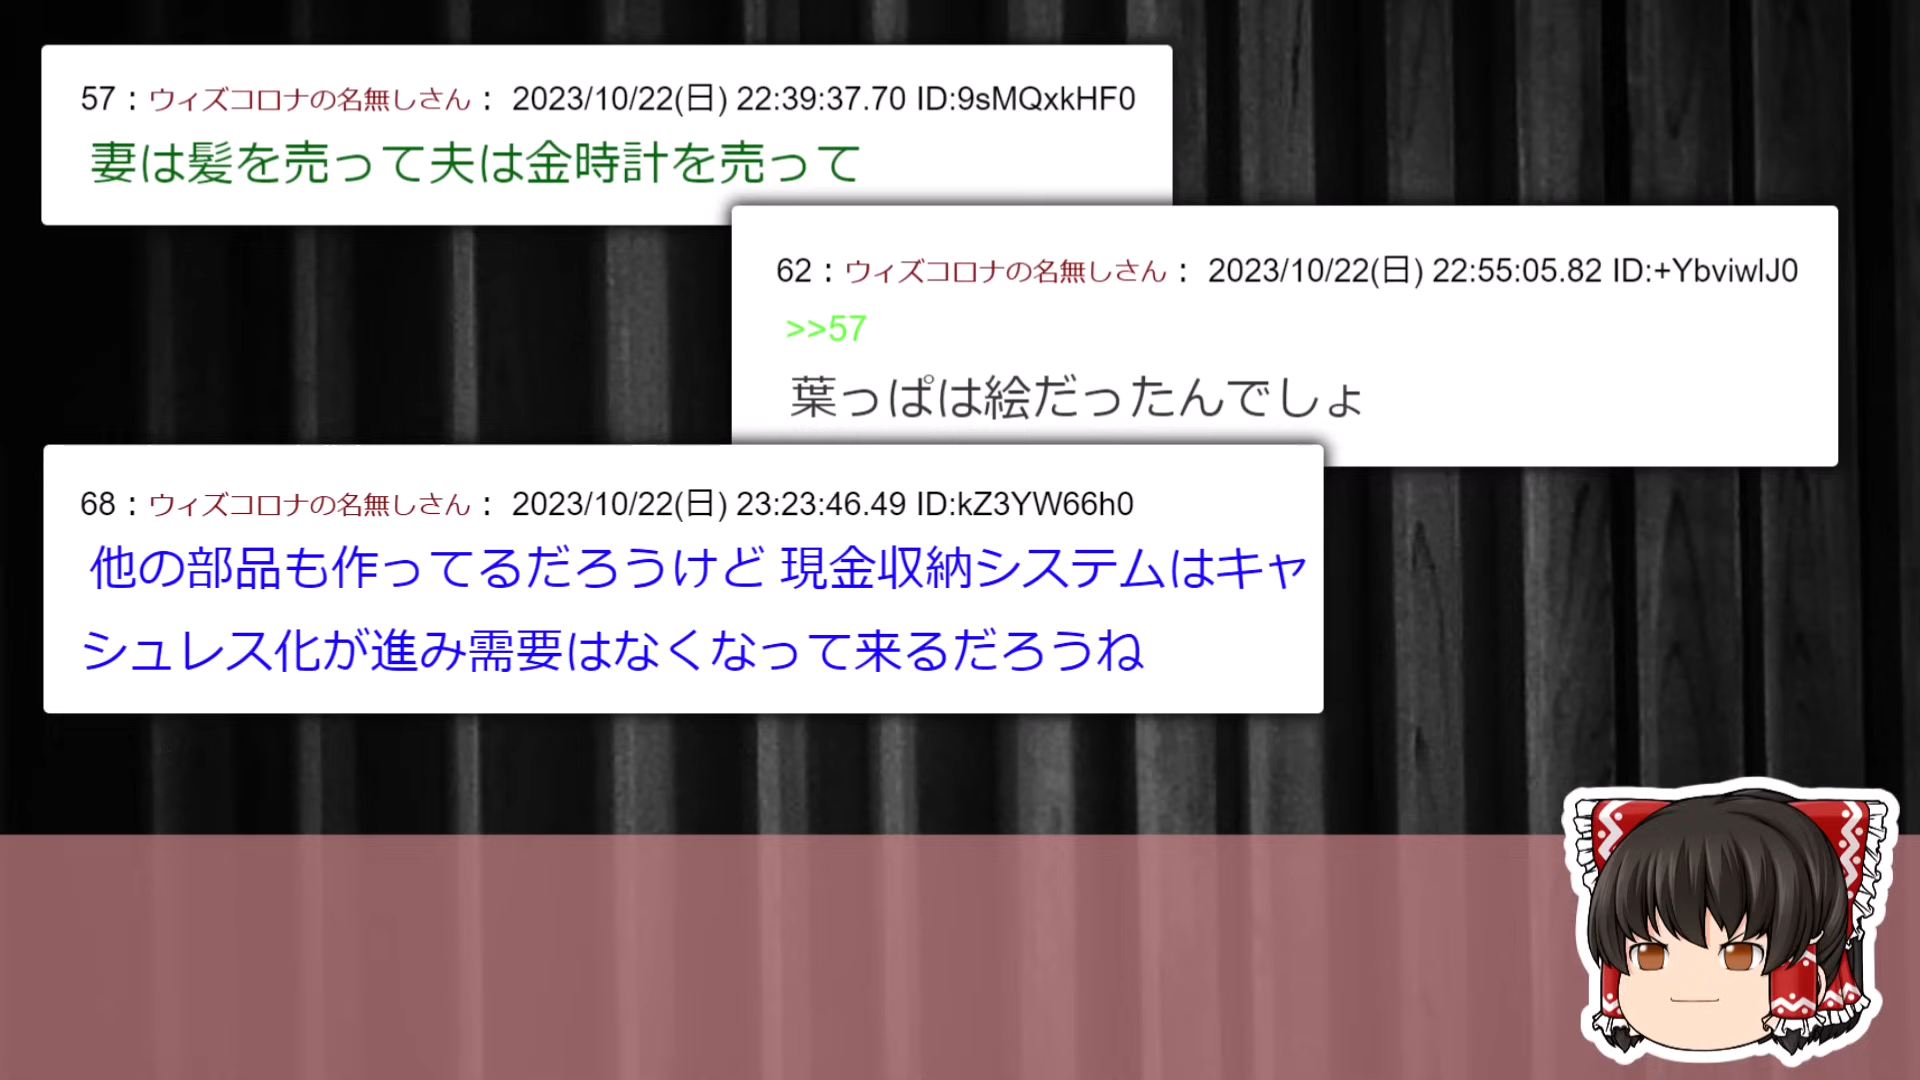 57：ウィズコロナの名無しさん： 2023/10/22(日) 22:39:37.70 ID:9sMQxkHF0
妻は髪を売って夫は金時計を売って
62：ウィズコロナの名無しさん： 2023/10/22(日) 22:55:05.82 ID:+YbviwlJ0
>>57
葉っぱは絵だったんでしょ
68：ウィズコロナの名無しさん： 2023/10/22(日) 23:23:46.49 ID:kZ3YW66h0
他の部品も作ってるだろうけど 現金収納システムはキャ
シュレス化が進み需要はなくなって来るだろうね